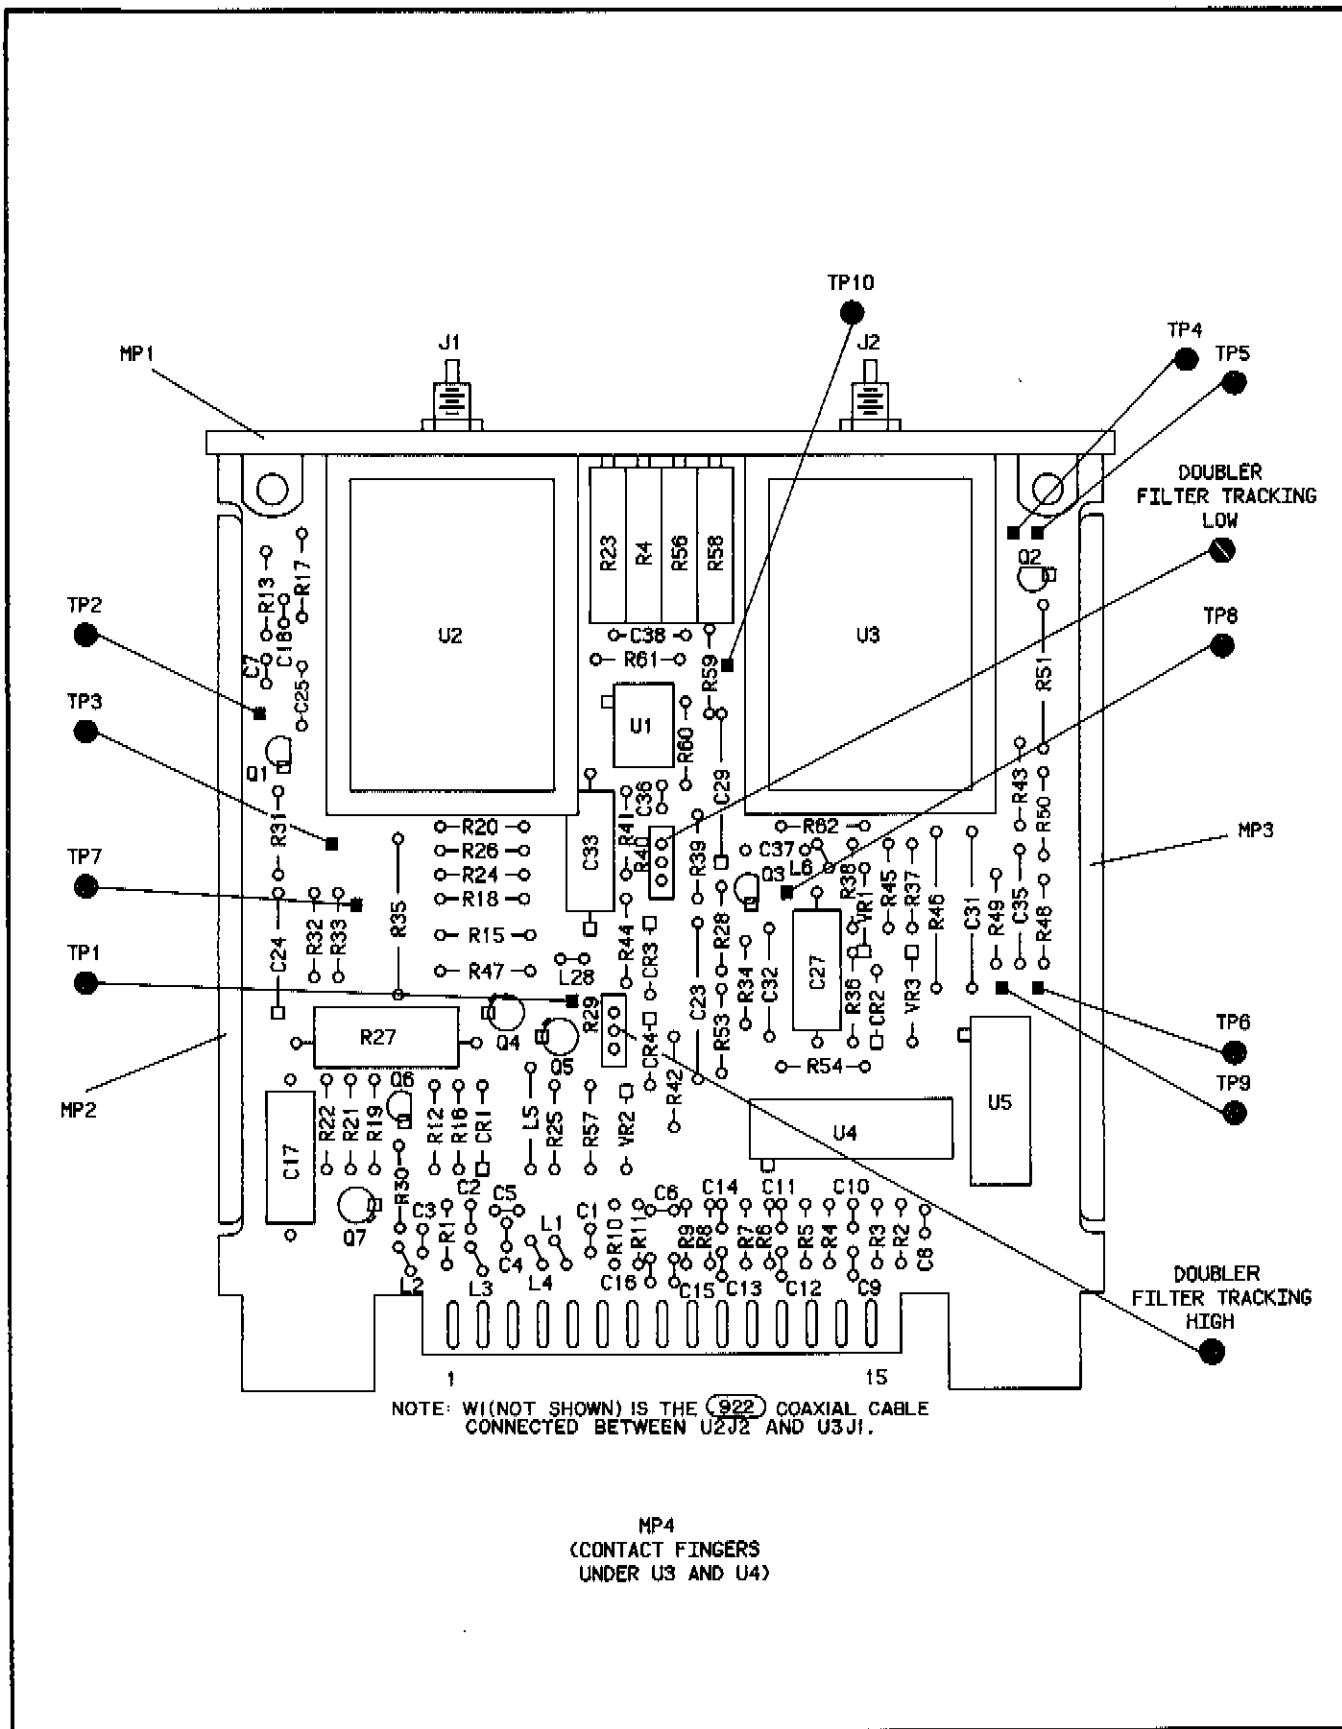 TP10
J1
J2
TP4
TP5
MP1
DOUBLER
FILTER TRACKING
LOW
R23
R4
R56
R58
Q2
R13
R17
C18
C7
C25
TP2
TP3
U2
U3
C38
R61
R59
TP8
R51
U1
R60
Q1
C36
C29
R43
R50
R31
R20
R26
R24
R18
R15
R47
C33
R41
R40
R39
R62
C37
L6
Q3
R38
VR1
R45
R37
R46
C31
R49
C35
R48
MP3
TP7
TP1
C24
R32
R33
R35
L28
R44
CR3
C23
R28
R53
R34
C32
C27
R36
CR2
VR3
R27
Q4
Q5
R29
CR4
R42
R54
TP6
TP9
MP2
C17
R22
R21
R19
Q6
R12
R16
CR1
L5
R25
R57
VR2
U4
U5
Q7
R30
C3
R1
C2
C5
C4
L1
C1
R10
R11
C6
R9
R8
C14
R7
R6
C11
R5
R4
C10
R3
R2
C8
L2
L3
L4
C16
C15
C13
C12
C9
DOUBLER
FILTER TRACKING
HIGH
1
15
NOTE: W1(NOT SHOWN) IS THE 922 COAXIAL CABLE
CONNECTED BETWEEN U2J2 AND U3J1.
MP4
(CONTACT FINGERS
UNDER U3 AND U4)